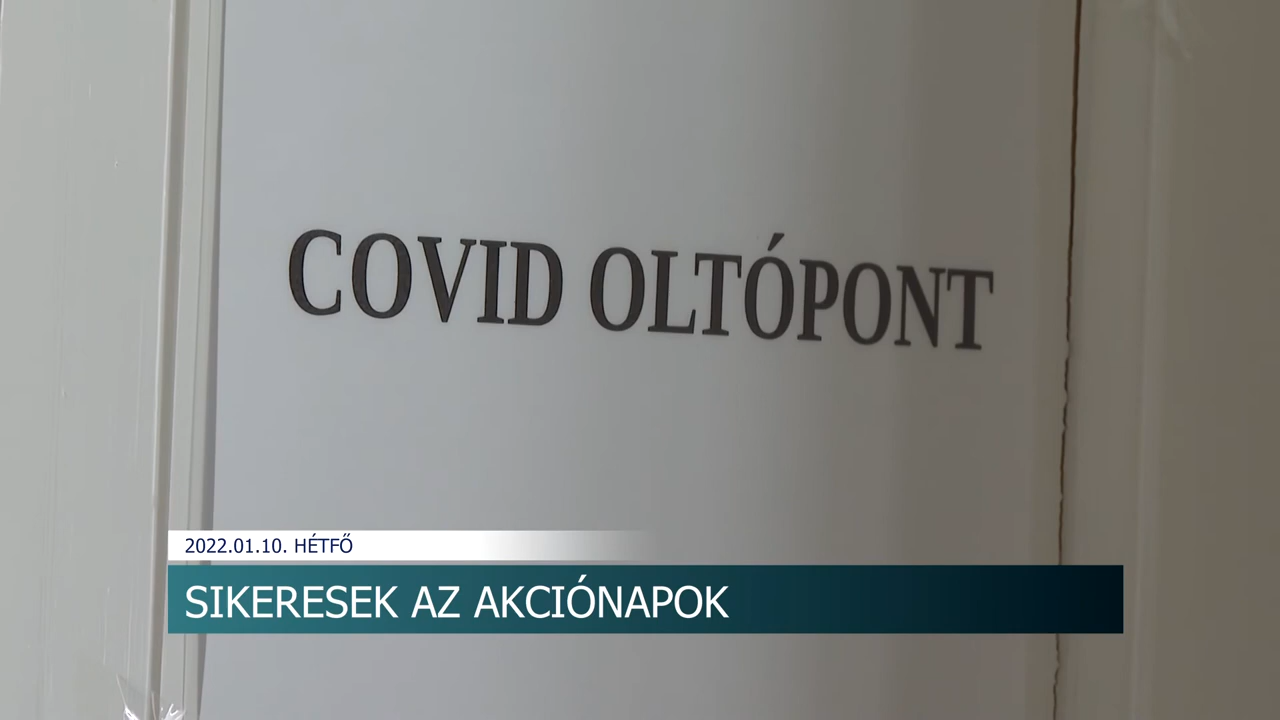 COVID OLTÓPONT
2022.01.10. HÉTFŐ
SIKERESEK AZ AKCIÓNAPOK